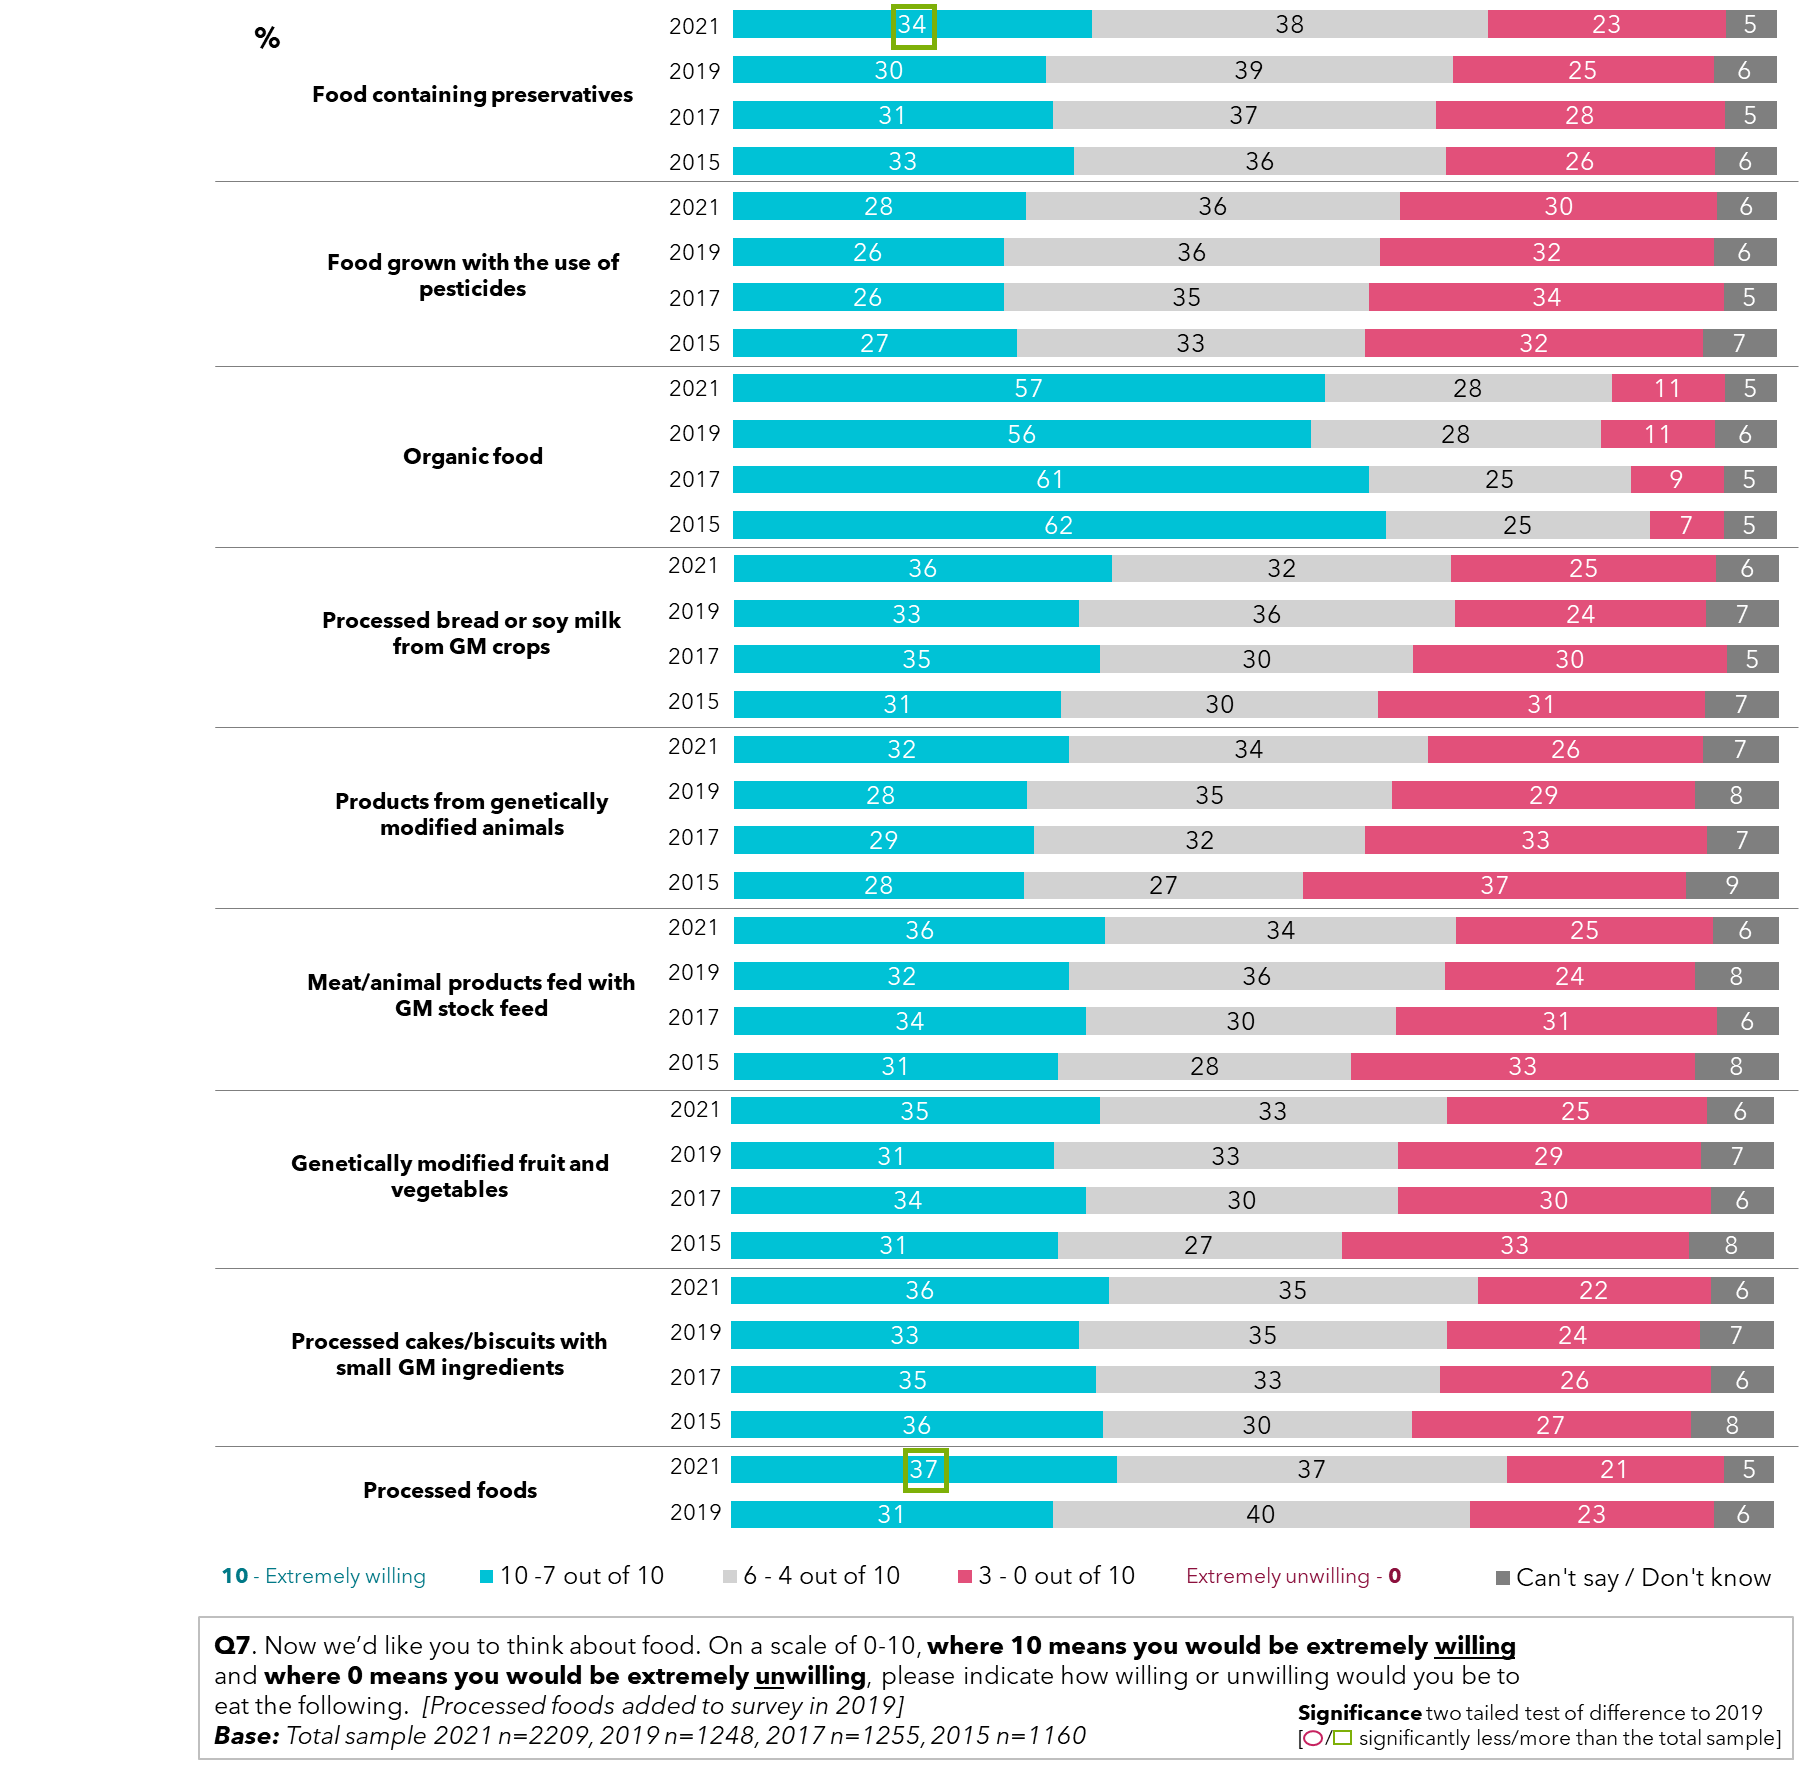 %
2021 34 38 23 5
2019 30 39 25 6
Food containing preservatives
2017 31 37 28 5
2015 33 36 26 6
2021 28 36 30 6
2019 26 36 32 6
Food grown with the use of
pesticides
2017 26 35 34 5
2015 27 33 32 7
2021 57 28 11 5
2019 56 28 11 6
Organic food
2017 61 25 9 5
2015 62 25 7 5
2021 36 32 25 6
2019 33 36 24 7
Processed bread or soy milk
from GM crops
2017 35 30 30 5
2015 31 30 31 7
2021 32 34 26 7
2019 28 35 29 8
Products from genetically
modified animals
2017 29 32 33 7
2015 28 27 37 9
2021 36 34 25 6
2019 32 36 24 8
Meat/animal products fed with
GM stock feed
2017 34 30 31 6
2015 31 28 33 8
2021 35 33 25 6
2019 31 33 29 7
Genetically modified fruit and
vegetables
2017 34 30 30 6
2015 31 27 33 8
2021 36 35 22 6
2019 33 35 24 7
Processed cakes/biscuits with
small GM ingredients
2017 35 33 26 6
2015 36 30 27 8
2021 37 37 21 5
Processed foods
2019 31 40 23 6
10 - Extremely willing 10 -7 out of 10 6 - 4 out of 10 3 - 0 out of 10 Extremely unwilling - 0 Can't say / Don't know
Q7. Now we’d like you to think about food. On a scale of 0-10, where 10 means you would be extremely willing
and where 0 means you would be extremely unwilling, please indicate how willing or unwilling would you be to
eat the following. [Processed foods added to survey in 2019]
Base: Total sample 2021 n=2209, 2019 n=1248, 2017 n=1255, 2015 n=1160
Significance two tailed test of difference to 2019
[/ significantly less/more than the total sample]